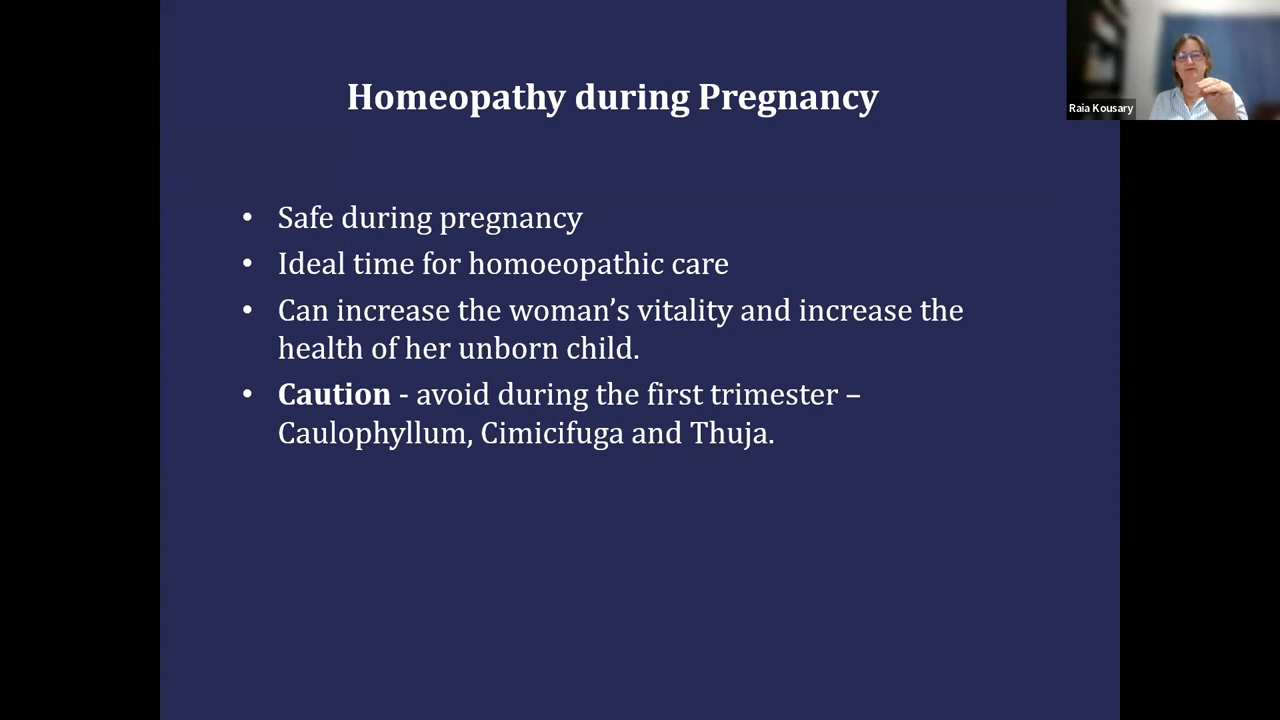 Homeopathy during Pregnancy
Raia Kousary
• Safe during pregnancy
• Ideal time for homoeopathic care
• Can increase the woman’s vitality and increase the
health of her unborn child.
• Caution - avoid during the first trimester –
Caulophyllum, Cimicifuga and Thuja.